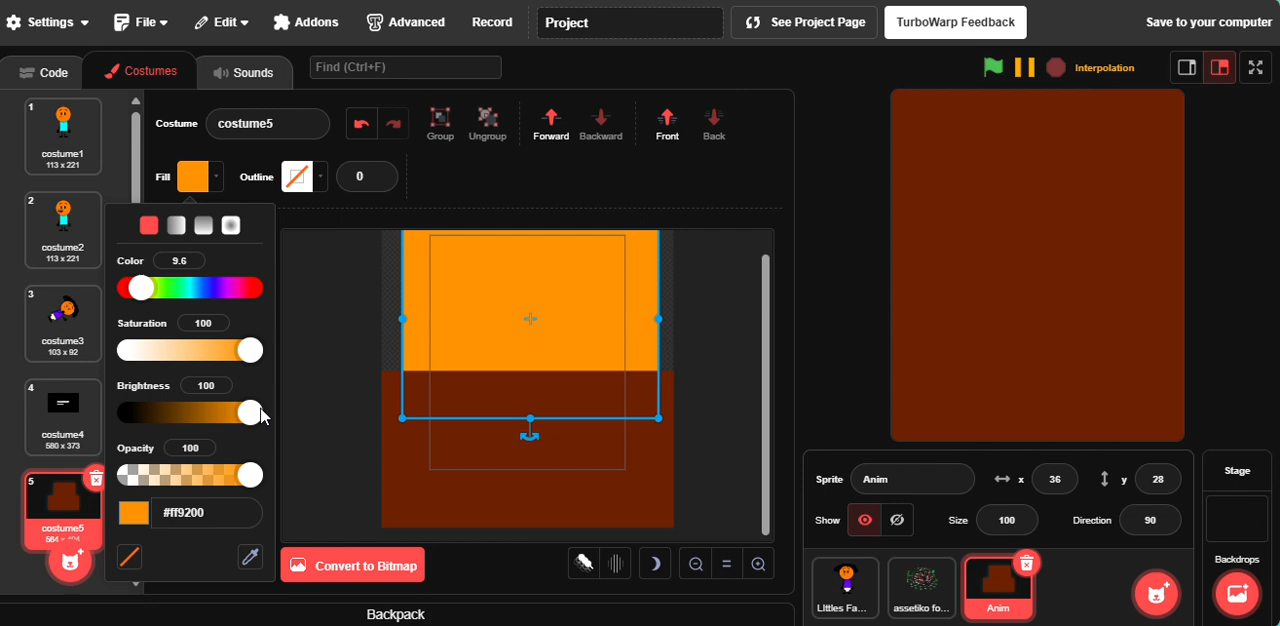 Settings File Edit Addons Advanced Record Project See Project Page TurboWarp Feedback Save to your computer
Code Costumes Sounds Find (Ctrl+F) Interpolation
1
costume1
113 x 221
2
costume2
113 x 221
3
costume3
103 x 92
4
costume4
580 x 373
5
costume5
Costume costume5 Group Ungroup Forward Backward Front Back
Fill Outline 0
Color 9.6
Saturation 100
Brightness 100
Opacity 100
#ff9200
Convert to Bitmap
Backpack
Sprite Anim x 36 y 28
Show Size 100 Direction 90
LIttles Fa... assetiko fo... Anim
Stage
Backdrops